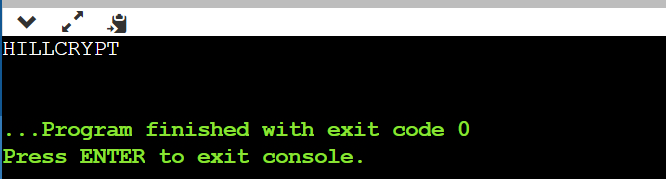 HILLCRYPT
...Program finished with exit code 0
Press ENTER to exit console.